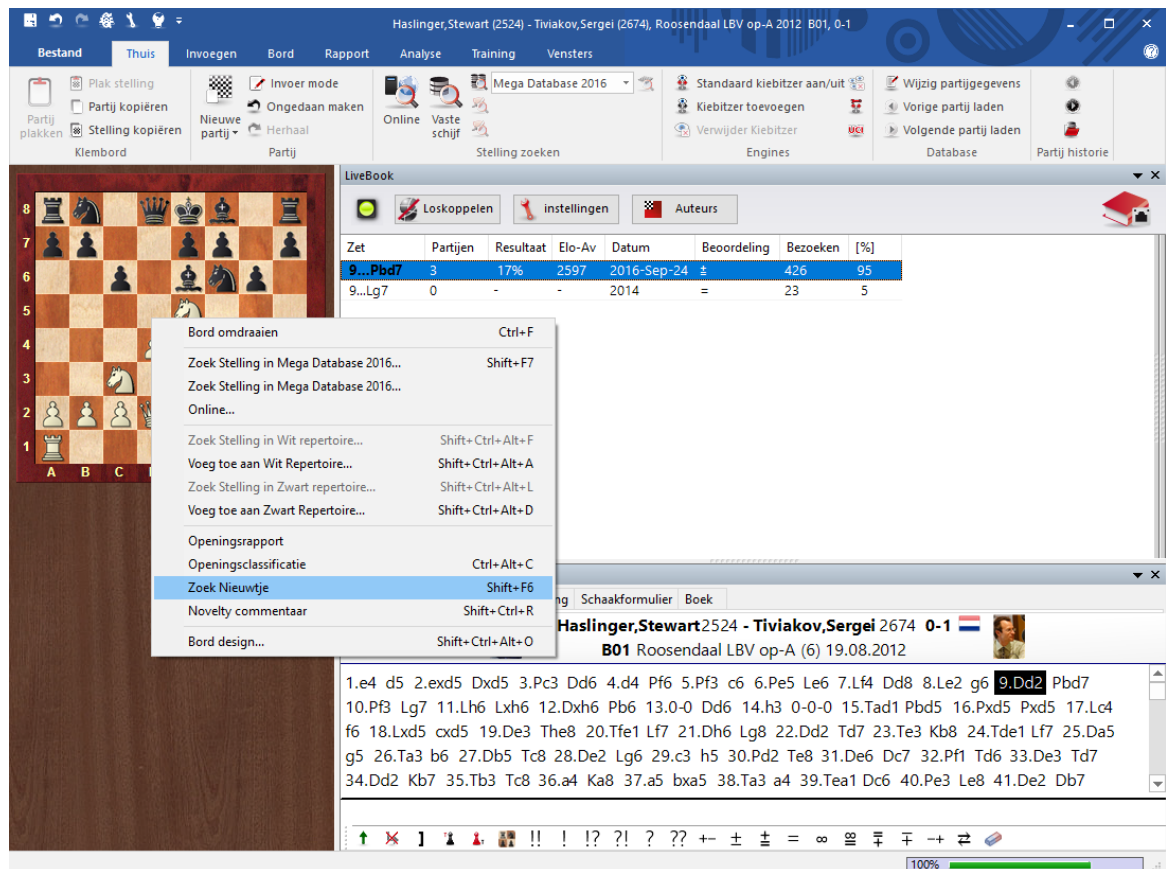 Haslinger,Stewart (2524) - Tiviakov,Sergei (2674), Roosendaal LBV op-A 2012 B01, 0-1
Bestand Thuis Invoegen Bord Rapport Analyse Training Vensters
Partij plakken
Plak stelling
Partij kopiëren
Stelling kopiëren
Klembord
Nieuwe partij
Invoer mode
Ongedaan maken
Herhaal
Partij
Online
Vaste schijf
Mega Database 2016
Stelling zoeken
Standaard kiebitzer aan/uit
Kiebitzer toevoegen
Verwijder Kiebitzer
UCI
Engines
Wijzig partijgegevens
Vorige partij laden
Volgende partij laden
Database
Partij historie
LiveBook
Loskoppelen instellingen Auteurs
Zet Partijen Resultaat Elo-Av Datum Beoordeling Bezoeken [%]
9...Pbd7 3 17% 2597 2016-Sep-24 ± 426 95
9...Lg7 0 - - 2014 = 23 5
8
7
6
5
4
3
2
1
A B C
Bord omdraaien Ctrl+F
Zoek Stelling in Mega Database 2016... Shift+F7
Zoek Stelling in Mega Database 2016...
Online...
Zoek Stelling in Wit repertoire... Shift+Ctrl+Alt+F
Voeg toe aan Wit Repertoire... Shift+Ctrl+Alt+A
Zoek Stelling in Zwart repertoire... Shift+Ctrl+Alt+L
Voeg toe aan Zwart Repertoire... Shift+Ctrl+Alt+D
Openingsrapport
Openingsclassificatie Ctrl+Alt+C
Zoek Nieuwtje Shift+F6
Novelty commentaar Shift+Ctrl+R
Bord design... Shift+Ctrl+Alt+O
Schaakformulier Boek
Haslinger,Stewart 2524 - Tiviakov,Sergei 2674 0-1
B01 Roosendaal LBV op-A (6) 19.08.2012
1.e4 d5 2.exd5 Dxd5 3.Pc3 Dd6 4.d4 Pf6 5.Pf3 c6 6.Pe5 Le6 7.Lf4 Dd8 8.Le2 g6 9.Dd2 Pbd7
10.Pf3 Lg7 11.Lh6 Lxh6 12.Dxh6 Pb6 13.0-0 Dd6 14.h3 0-0-0 15.Tad1 Pbd5 16.Pxd5 Pxd5 17.Lc4
f6 18.Lxd5 cxd5 19.De3 The8 20.Tfe1 Lf7 21.Dh6 Lg8 22.Dd2 Td7 23.Te3 Kb8 24.Tde1 Lf7 25.Da5
g5 26.Ta3 b6 27.Db5 Tc8 28.De2 Lg6 29.c3 h5 30.Pd2 Te8 31.De6 Dc7 32.Pf1 Td6 33.De3 Td7
34.Dd2 Kb7 35.Tb3 Tc8 36.a4 Ka8 37.a5 bxa5 38.Ta3 a4 39.Tea1 Dc6 40.Pe3 Le8 41.De2 Db7
] !! ! !? ?! ? ?? +− ± ⩲ = ∞ ⩱ ∓ −+ ⇄
100%